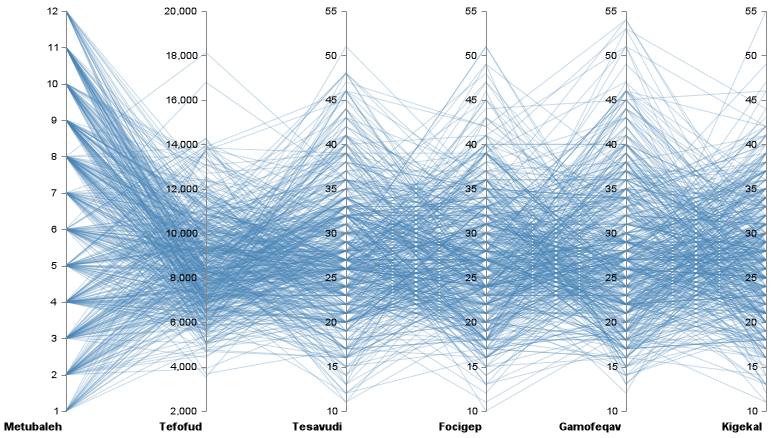 12 20,000 55 55 55 55
11 18,000 50 50 50 50
10 16,000 45 45 45 45
9 14,000 40 40 40 40
8 12,000 35 35 35 35
7 10,000 30 30 30 30
6 8,000 25 25 25 25
5 6,000 20 20 20 20
4 4,000 15 15 15 15
3 2,000 10 10 10 10
2
1
Metubaleh Tefofud Tesavudi Focigep Gamofeqav Kigekal